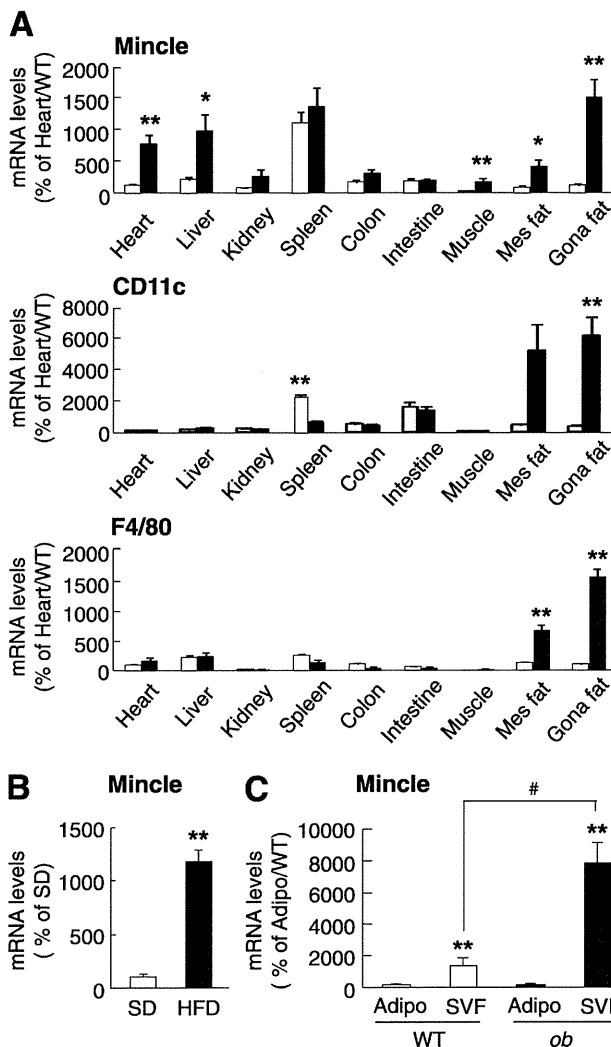 A
Mincle
mRNA levels
(% of Heart/WT)
2000
1500
1000
500
0
** * ** * **
Heart Liver Kidney Spleen Colon Intestine Muscle Mes fat Gona fat
CD11c
mRNA levels
(% of Heart/WT)
8000
6000
4000
2000
0
** **
Heart Liver Kidney Spleen Colon Intestine Muscle Mes fat Gona fat
F4/80
mRNA levels
(% of Heart/WT)
2000
1500
1000
500
0
** **
Heart Liver Kidney Spleen Colon Intestine Muscle Mes fat Gona fat
B Mincle
mRNA levels
( % of SD)
1500
1000
500
0
**
SD HFD
C Mincle
mRNA levels
( % of Adipo/WT)
10000
8000
6000
4000
2000
0
#
** **
Adipo SVF Adipo SVF
WT ob